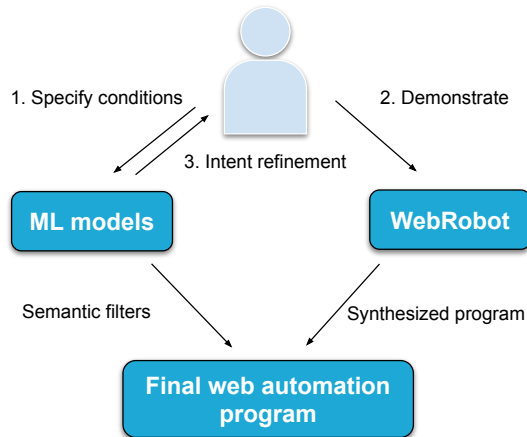 1. Specify conditions
2. Demonstrate
3. Intent refinement
ML models
WebRobot
Semantic filters
Synthesized program
Final web automation
program